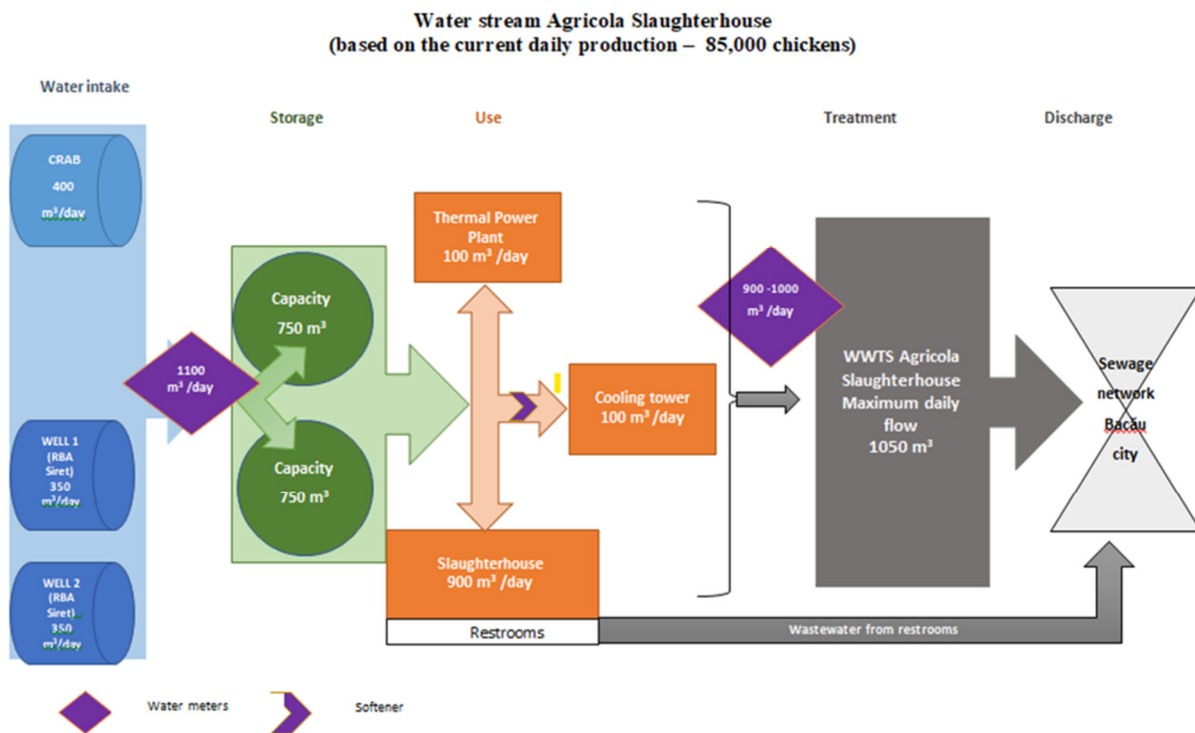 Water stream Agricola Slaughterhouse
(based on the current daily production – 85,000 chickens)
Water intake
Storage
Use
Treatment
Discharge
CRAB
400
m³/day
WELL 1
(RBA
Siret)
350
m³/day
WELL 2
(RBA
Siret)
350
m³/day
1100
m³ /day
Capacity
750 m³
Capacity
750 m³
Thermal Power
Plant
100 m³ /day
Cooling tower
100 m³ /day
Slaughterhouse
900 m³ /day
Restrooms
900 -1000
m³ /day
WWTS Agricola
Slaughterhouse
Maximum daily
flow
1050 m³
Sewage
network
Bacău
city
Wastewater from restrooms
Water meters
Softener